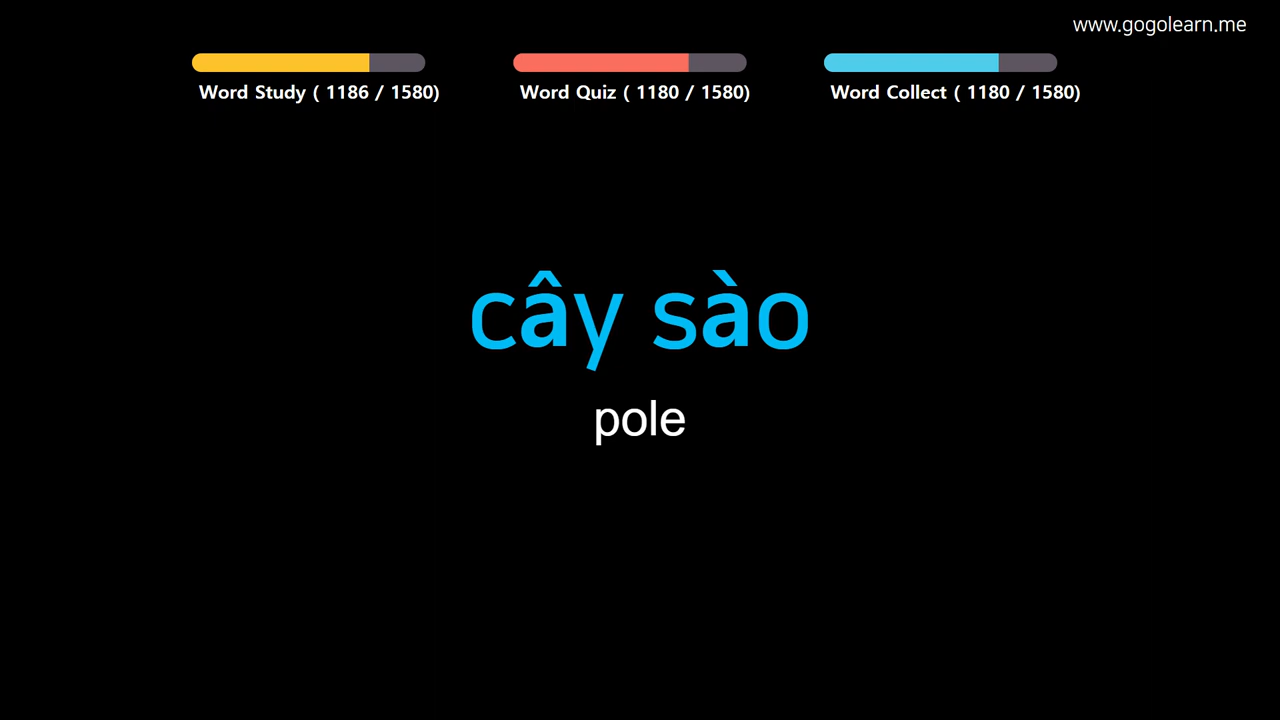 www.gogolearn.me
Word Study ( 1186 / 1580)
Word Quiz ( 1180 / 1580)
Word Collect ( 1180 / 1580)
cây sào
pole